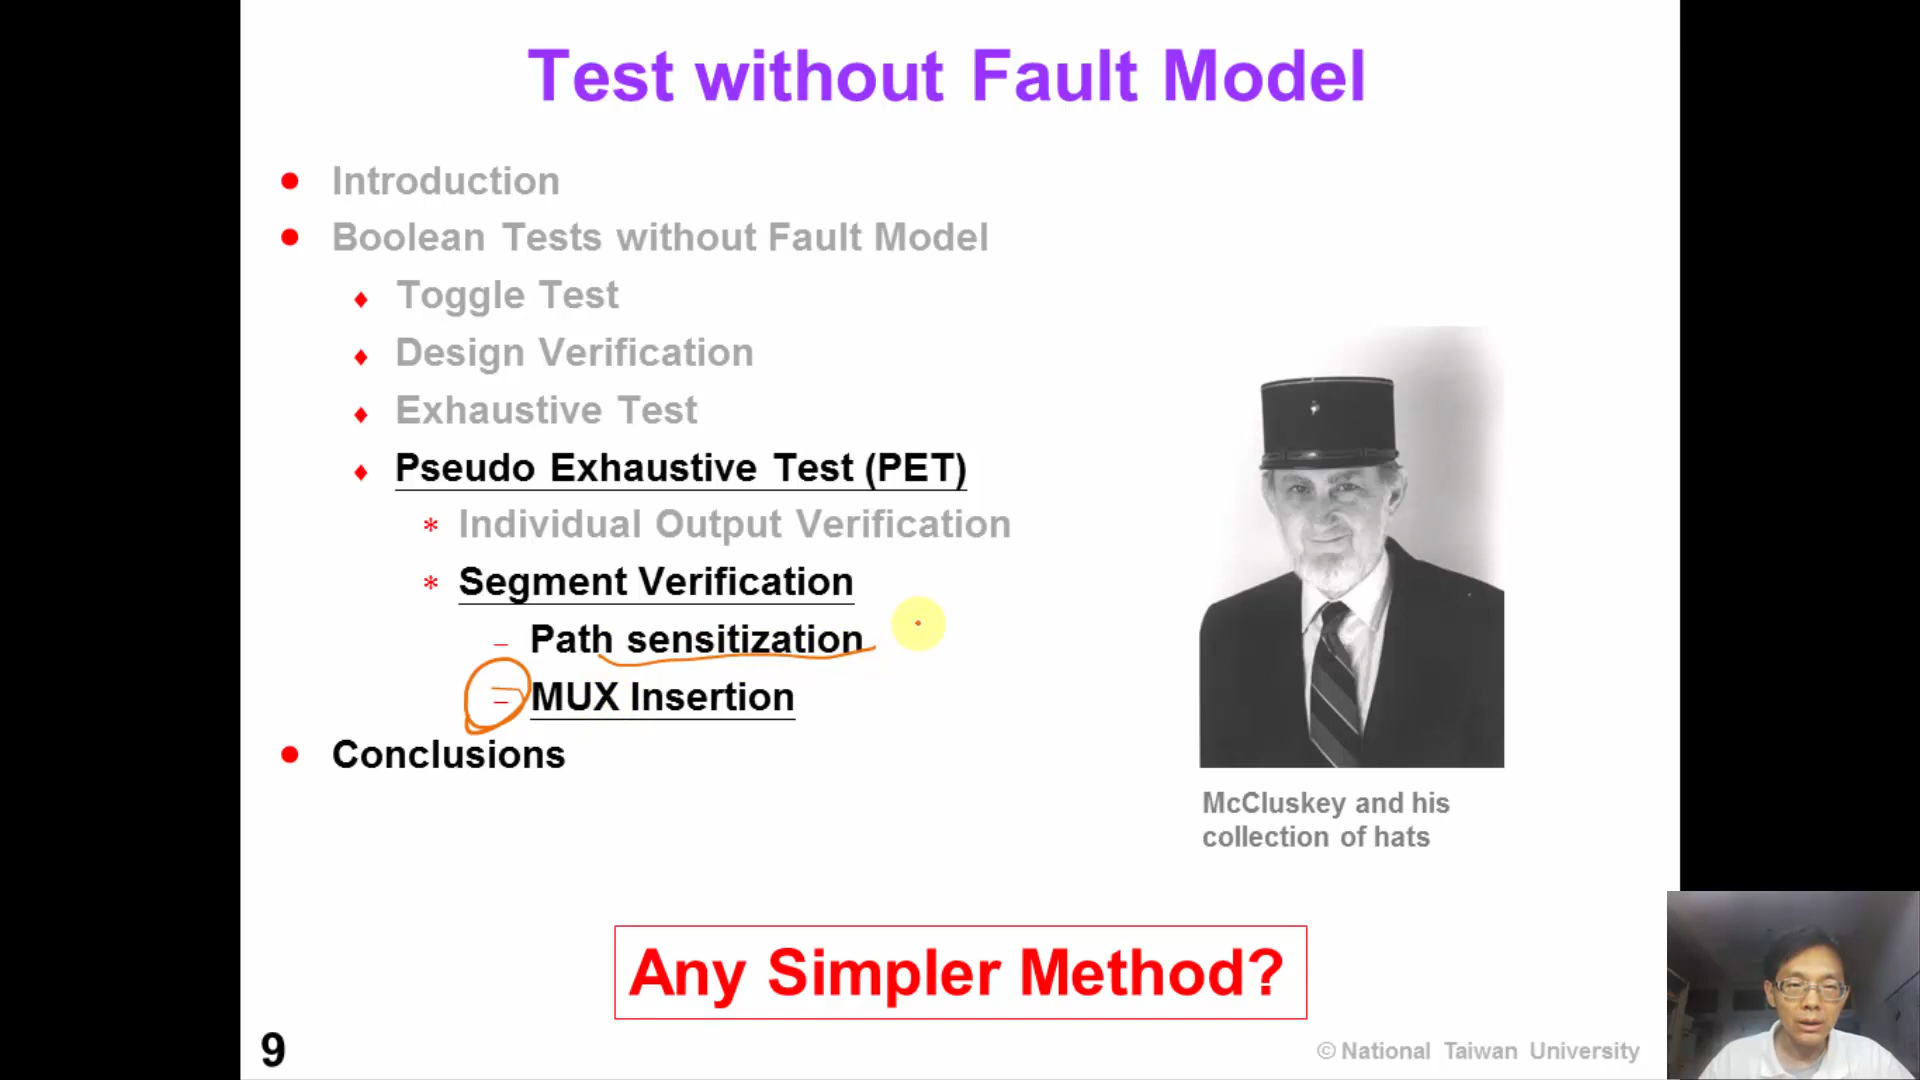 Test without Fault Model
Introduction
Boolean Tests without Fault Model
Toggle Test
Design Verification
Exhaustive Test
Pseudo Exhaustive Test (PET)
* Individual Output Verification
* Segment Verification
– Path sensitization
– MUX Insertion
Conclusions
McCluskey and his
collection of hats
Any Simpler Method?
9
© National Taiwan University